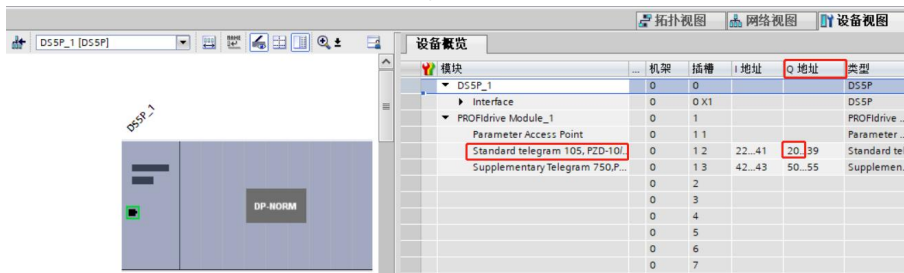 拓扑视图 网络视图 设备视图
DS5P_1 [DS5P]
设备概览
模块 ... 机架 插槽 I 地址 Q 地址 类型
DS5P_1 0 0 DS5P
Interface 0 0 X1 DS5P
PROFIdrive Module_1 0 1 PROFIdrive ..
Parameter Access Point 0 1 1 Parameter ..
Standard telegram 105, PZD-10/.. 0 1 2 22...41 20...39 Standard tel
Supplementary Telegram 750,P... 0 1 3 42...43 50...55 Supplemen.
0 2
0 3
0 4
0 5
0 6
0 7
DS5P_1
DP-NORM